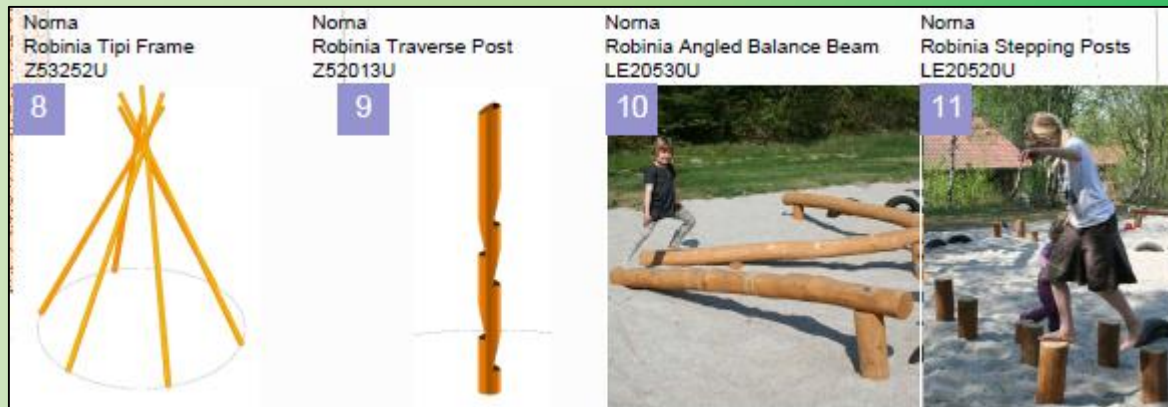 Norna
Robinia Tipi Frame
Z53252U
8
Norna
Robinia Traverse Post
Z52013U
9
Norna
Robinia Angled Balance Beam
LE20530U
10
Norna
Robinia Stepping Posts
LE20520U
11